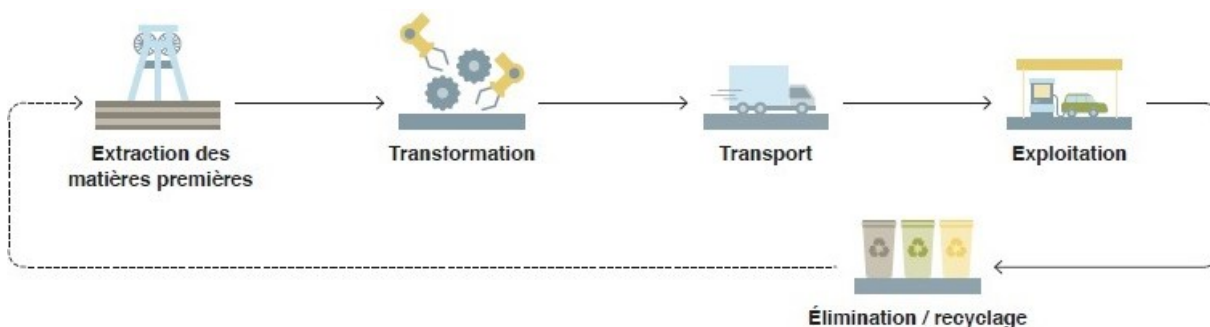 Extraction des
matières premières
Transformation
Transport
Exploitation
Élimination / recyclage